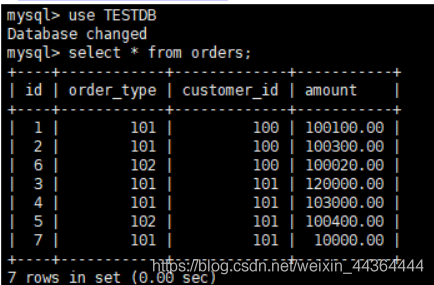 mysql> use TESTDB
Database changed
mysql> select * from orders;
+----+------------+-------------+-----------+
| id | order_type | customer_id | amount    |
+----+------------+-------------+-----------+
|  1 |        101 |         100 | 100100.00 |
|  2 |        101 |         100 | 100300.00 |
|  6 |        102 |         100 | 100020.00 |
|  3 |        101 |         101 | 120000.00 |
|  4 |        101 |         101 | 103000.00 |
|  5 |        102 |         101 | 100400.00 |
|  7 |        101 |         101 |  10000.00 |
+----+------------+-------------+-----------+
https://blog.csdn.net/weixin_44364444
7 rows in set (0.00 sec)